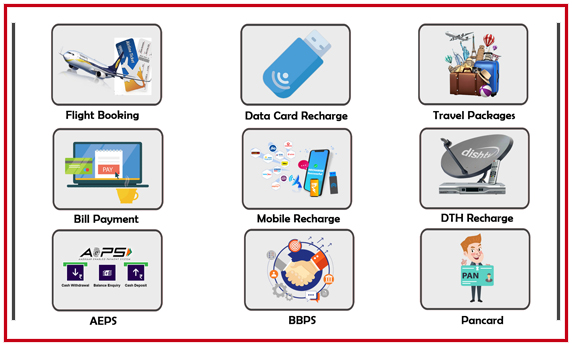 Flight Booking
Data Card Recharge
Travel Packages
PAY
dishtv
Bill Payment
Mobile Recharge
DTH Recharge
AEPS
Cash Withdrawal
Balance Enquiry
Cash Deposit
PAN
AEPS
BBPS
Pancard